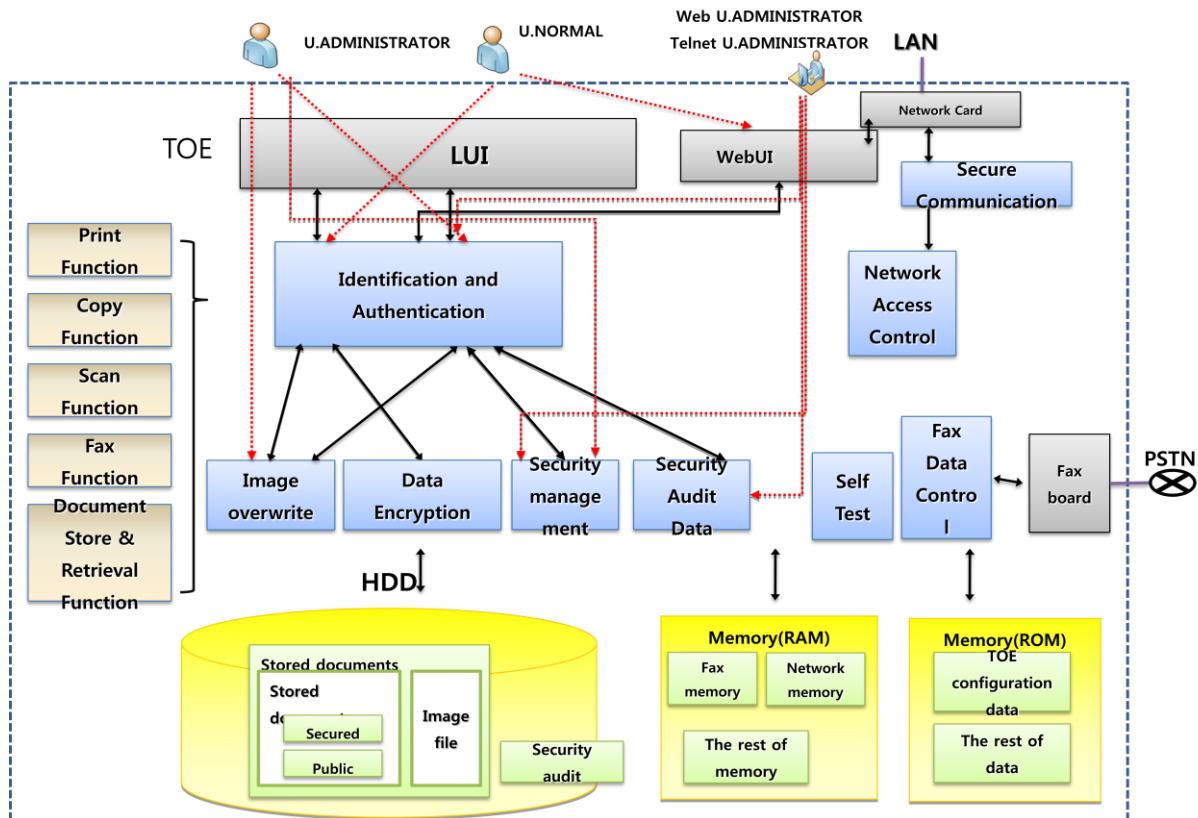 Web U.ADMINISTRATOR
Telnet U.ADMINISTRATOR
U.ADMINISTRATOR
U.NORMAL
LAN
Network Card
TOE
LUI
WebUI
Secure
Communication
Print
Function
Copy
Function
Scan
Function
Fax
Function
Document
Store &
Retrieval
Function
Identification and
Authentication
Network
Access
Control
Image
overwrite
Data
Encryption
Security
manage
ment
Security
Audit
Data
Self
Test
Fax
Data
Contro
l
Fax
board
PSTN
HDD
Stored documents
Stored
Secured
Public
Image
file
Security
audit
Memory(RAM)
Fax
memory
Network
memory
The rest of
memory
Memory(ROM)
TOE
configuration
data
The rest of
data